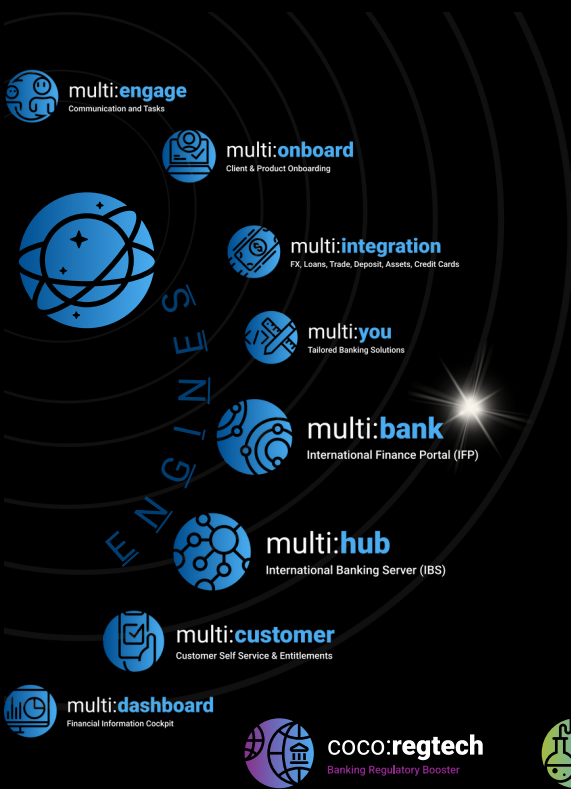 multi:engage
Communication and Tasks
multi:onboard
Client & Product Onboarding
multi:integration
FX, Loans, Trade, Deposit, Assets, Credit Cards
multi:you
Tailored Banking Solutions
ENGINES
multi:bank
International Finance Portal (IFP)
multi:hub
International Banking Server (IBS)
multi:customer
Customer Self Service & Entitlements
multi:dashboard
Financial Information Cockpit
coco:regtech
Banking Regulatory Booster